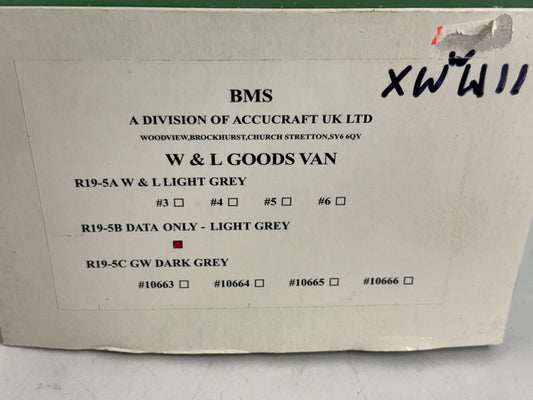 XWWW11
BMS
A DIVISION OF ACCUCRAFT UK LTD
WOODVIEW,BROCKHURST,CHURCH STRETTON,SY6 6QY
W & L GOODS VAN
R19-5A W & L LIGHT GREY
#3 ☐ #4 ☐ #5 ☐ #6 ☐
R19-5B DATA ONLY - LIGHT GREY
R19-5C GW DARK GREY
#10663 ☐ #10664 ☐ #10665 ☐ #10666 ☐